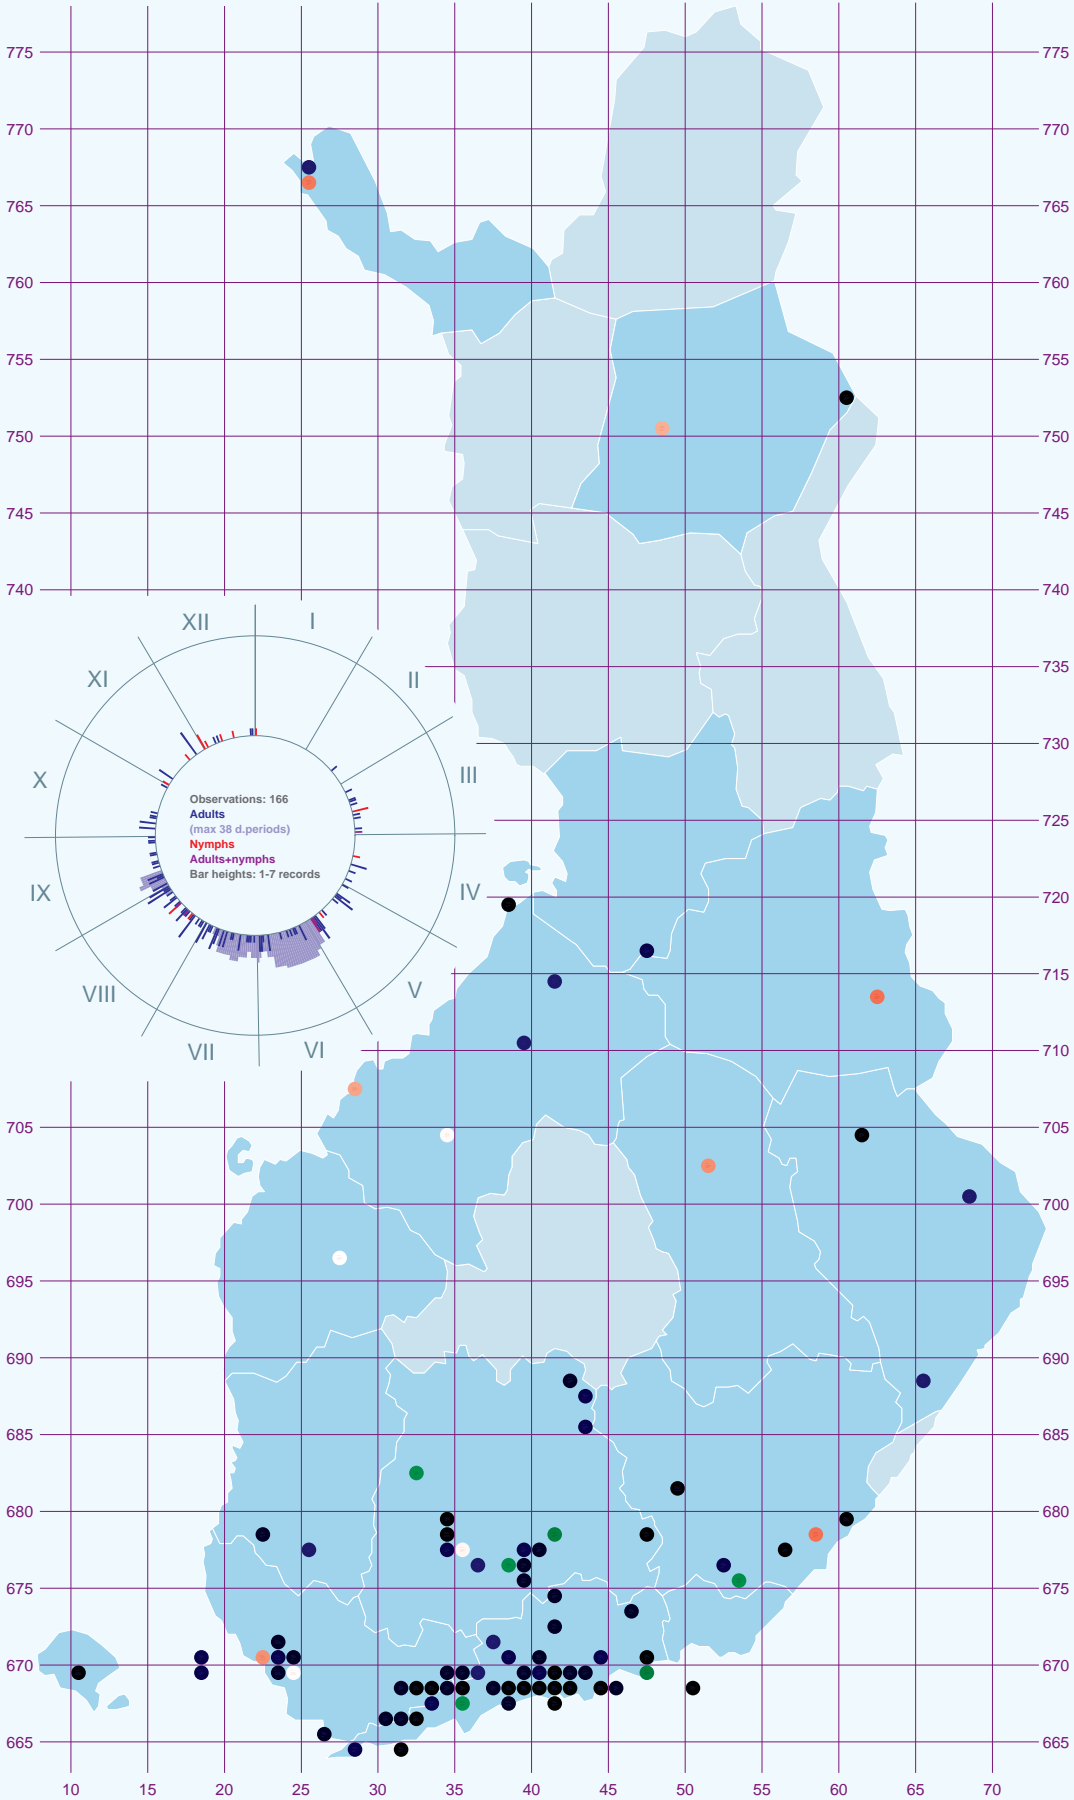 775 775
770 770
765 765
760 760
755 755
750 750
745 745
740 740
XII I
XI II
735
730
X III
Observations: 166
Adults
(max 38 d.periods)
Nymphs
Adults+nymphs
Bar heights: 1-7 records
725
IX IV
720
VIII V
715
VII VI
710
705 705
700 700
695 695
690 690
685 685
680 680
675 675
670 670
665 665
10 15 20 25 30 35 40 45 50 55 60 65 70